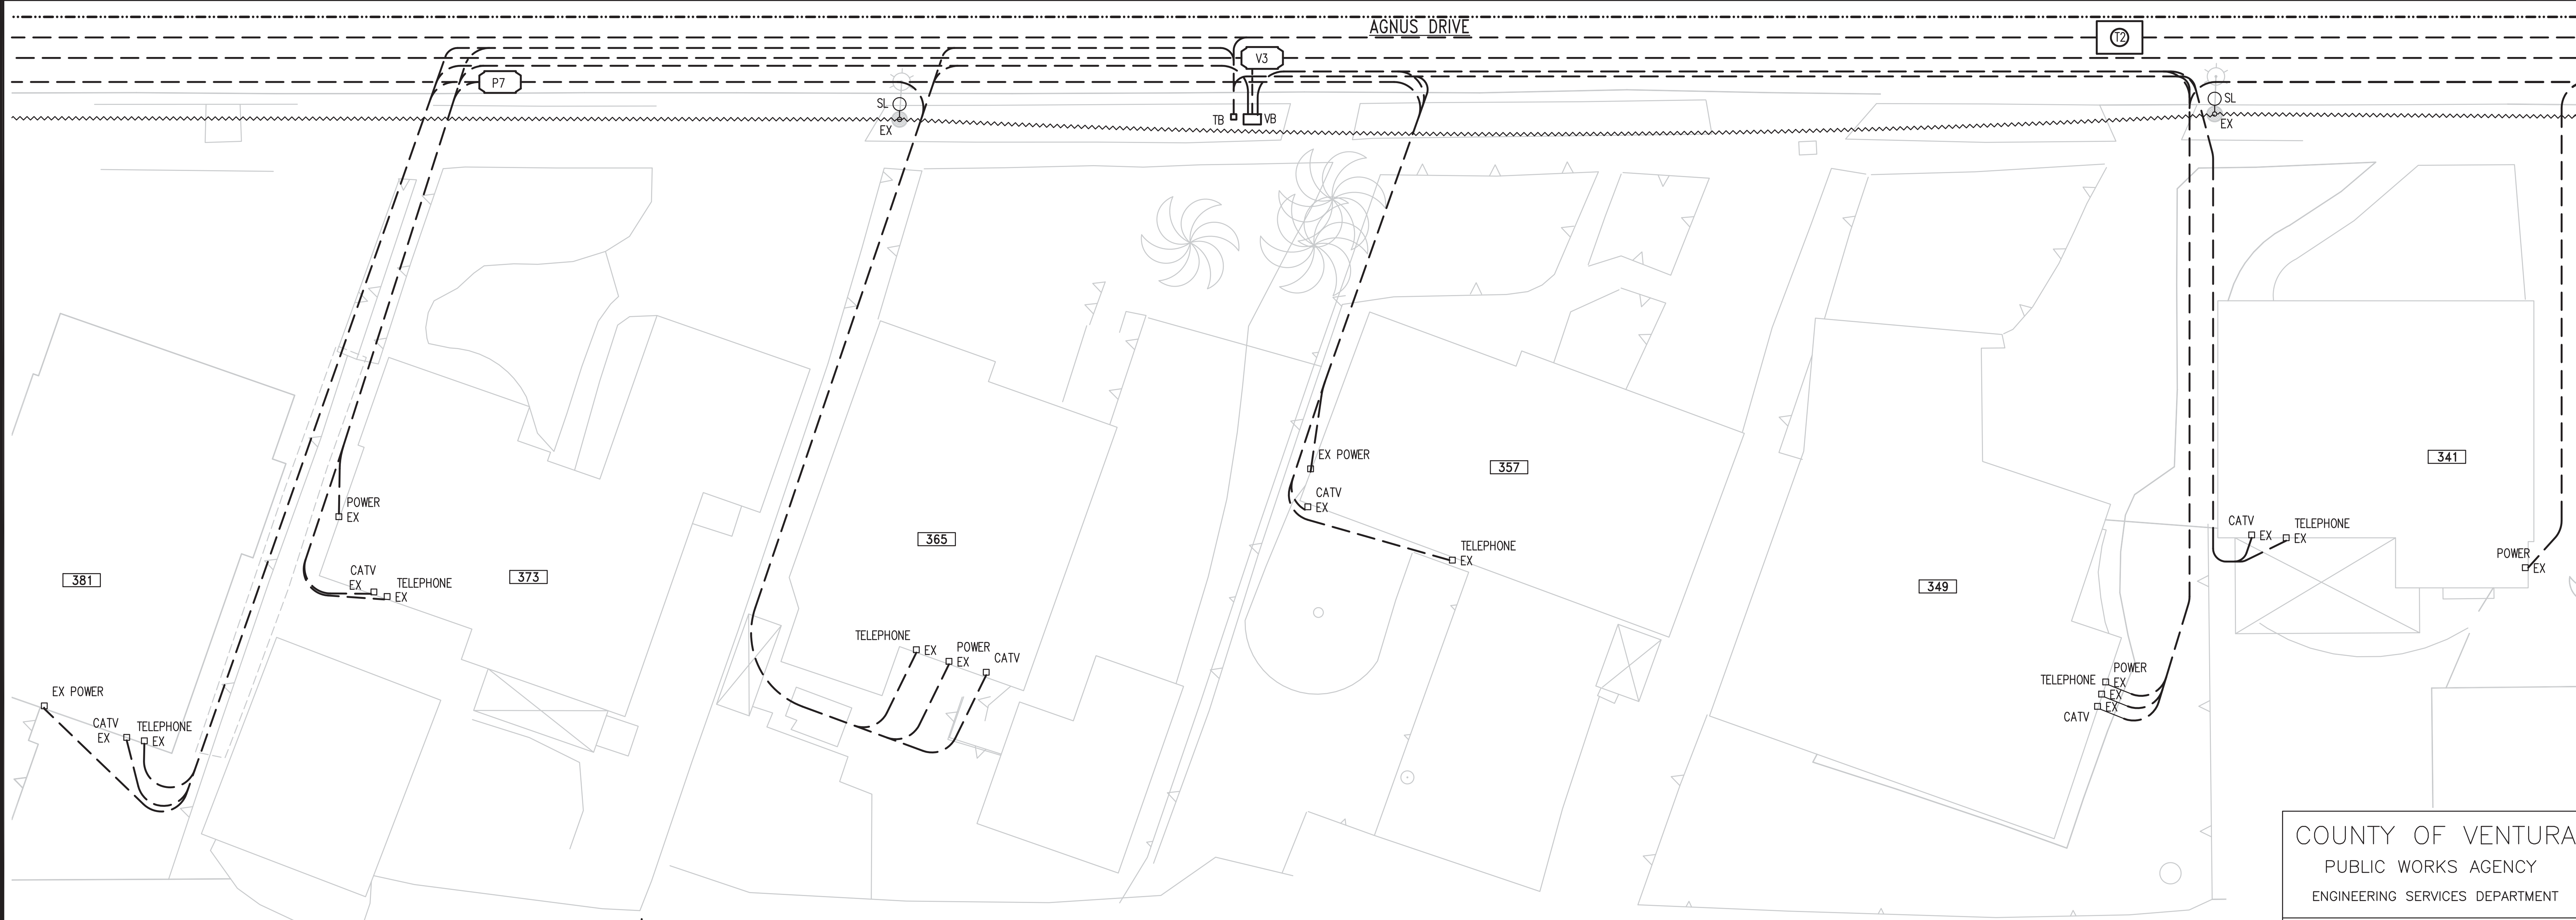 AGNUS DRIVE
T2
V3
P7
SL
EX
TB
VB
SL
EX
EX POWER
CATV
EX
357
TELEPHONE
EX
341
POWER
EX
CATV
EX
TELEPHONE
EX
POWER
EX
365
CATV
EX
TELEPHONE
EX
373
381
349
TELEPHONE
EX
POWER
EX
CATV
POWER
EX
TELEPHONE
EX
EX
CATV
EX POWER
CATV
EX
TELEPHONE
EX
COUNTY OF VENTURA
PUBLIC WORKS AGENCY
ENGINEERING SERVICES DEPARTMENT